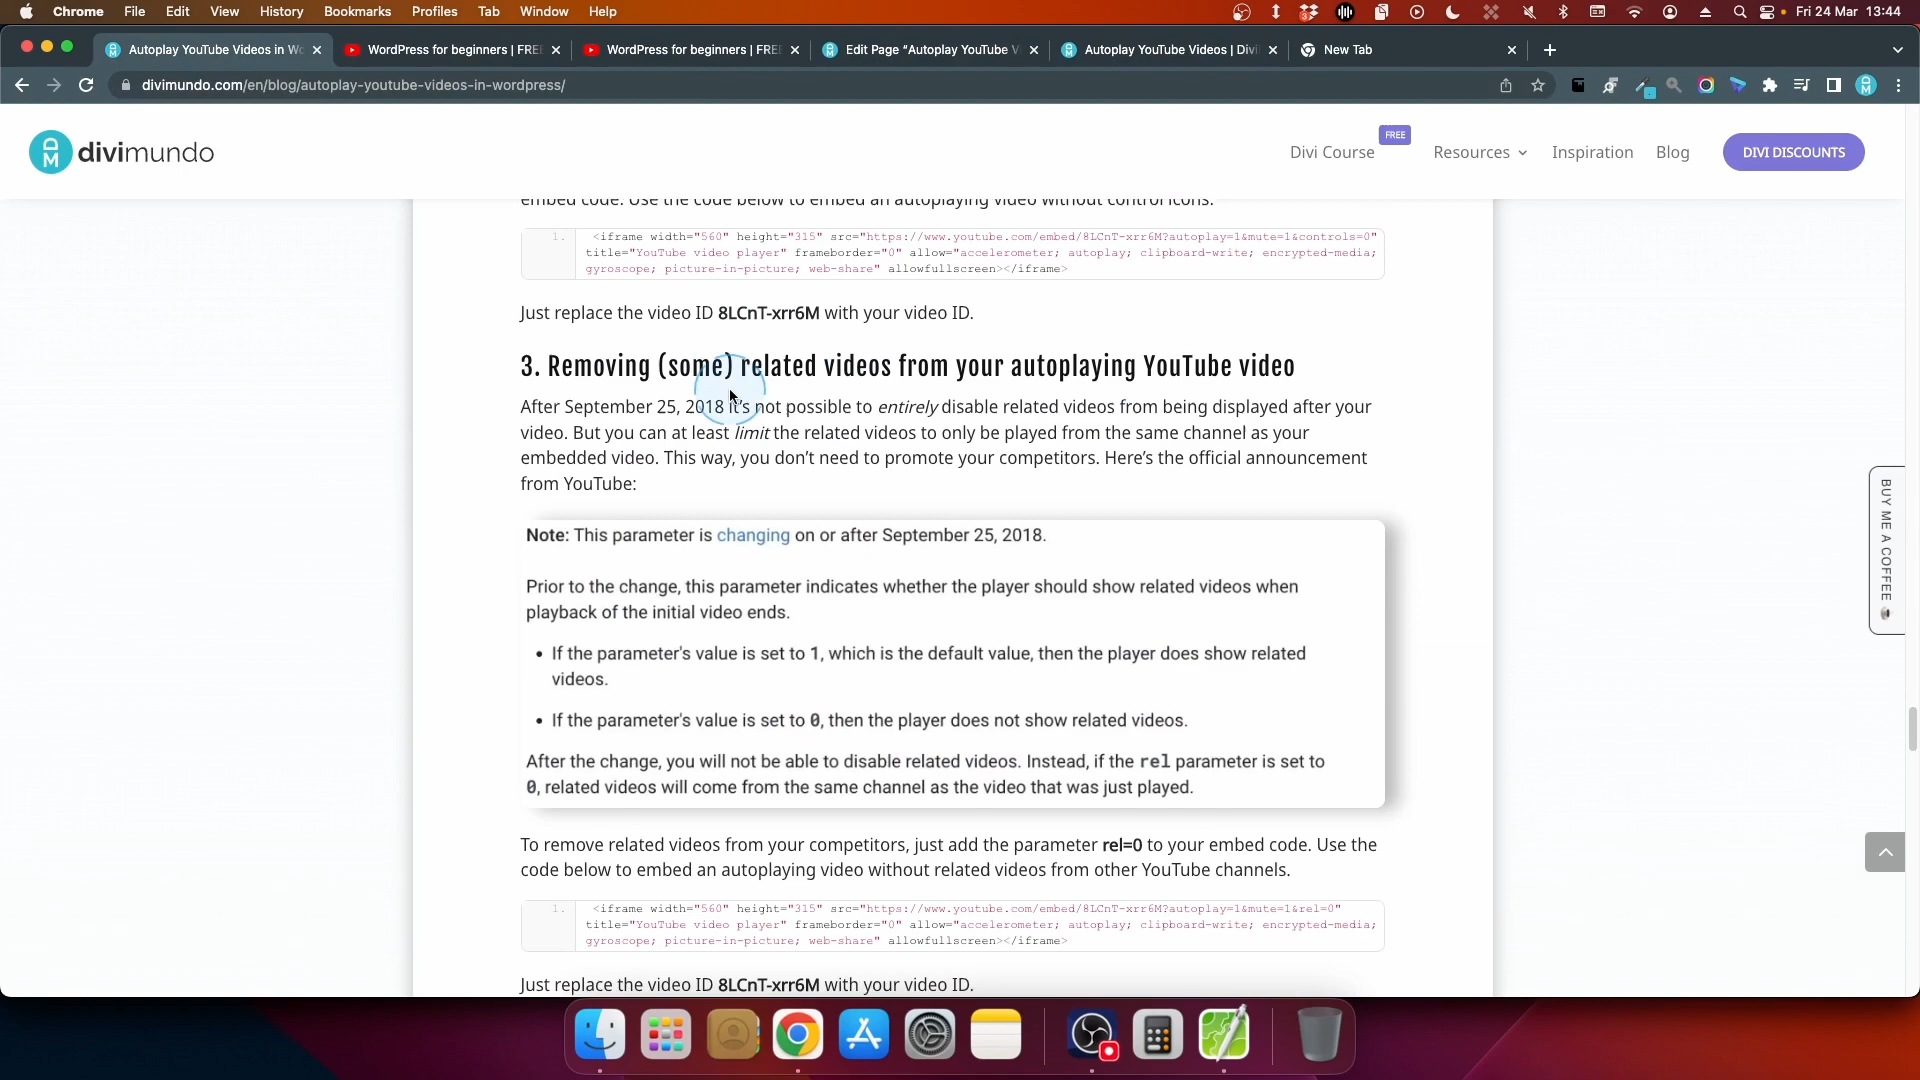 Chrome File Edit View History Bookmarks Profiles Tab Window Help Fri 24 Mar 13:44
Autoplay YouTube Videos in Wo WordPress for beginners | FREE WordPress for beginners | FREE Edit Page “Autoplay YouTube V Autoplay YouTube Videos | Divi New Tab
divimundo.com/en/blog/autoplay-youtube-videos-in-wordpress/
DM divimundo
Divi Course FREE Resources Inspiration Blog DIVI DISCOUNTS
embed code. Use the code below to embed an autoplaying video without control icons.
1. <iframe width="560" height="315" src="https://www.youtube.com/embed/8LCnT-xrr6M?autoplay=1&mute=1&controls=0"
title="YouTube video player" frameborder="0" allow="accelerometer; autoplay; clipboard-write; encrypted-media;
gyroscope; picture-in-picture; web-share" allowfullscreen></iframe>
Just replace the video ID 8LCnT-xrr6M with your video ID.
3. Removing (some) related videos from your autoplaying YouTube video
After September 25, 2018 it’s not possible to entirely disable related videos from being displayed after your
video. But you can at least limit the related videos to only be played from the same channel as your
embedded video. This way, you don’t need to promote your competitors. Here’s the official announcement
from YouTube:
Note: This parameter is changing on or after September 25, 2018.
Prior to the change, this parameter indicates whether the player should show related videos when
playback of the initial video ends.
• If the parameter's value is set to 1, which is the default value, then the player does show related
videos.
• If the parameter's value is set to 0, then the player does not show related videos.
After the change, you will not be able to disable related videos. Instead, if the rel parameter is set to
0, related videos will come from the same channel as the video that was just played.
To remove related videos from your competitors, just add the parameter rel=0 to your embed code. Use the
code below to embed an autoplaying video without related videos from other YouTube channels.
1. <iframe width="560" height="315" src="https://www.youtube.com/embed/8LCnT-xrr6M?autoplay=1&mute=1&rel=0"
title="YouTube video player" frameborder="0" allow="accelerometer; autoplay; clipboard-write; encrypted-media;
gyroscope; picture-in-picture; web-share" allowfullscreen></iframe>
Just replace the video ID 8LCnT-xrr6M with your video ID.
BUY ME A COFFEE